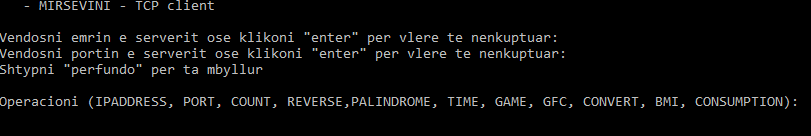 - MIRSEVINI - TCP client
Vendosni emrin e serverit ose klikoni "enter" per vlere te nenkuptuar:
Vendosni portin e serverit ose klikoni "enter" per vlere te nenkuptuar:
Shtypni "perfundo" per ta mbyllur
Operacioni (IPADDRESS, PORT, COUNT, REVERSE,PALINDROME, TIME, GAME, GFC, CONVERT, BMI, CONSUMPTION):